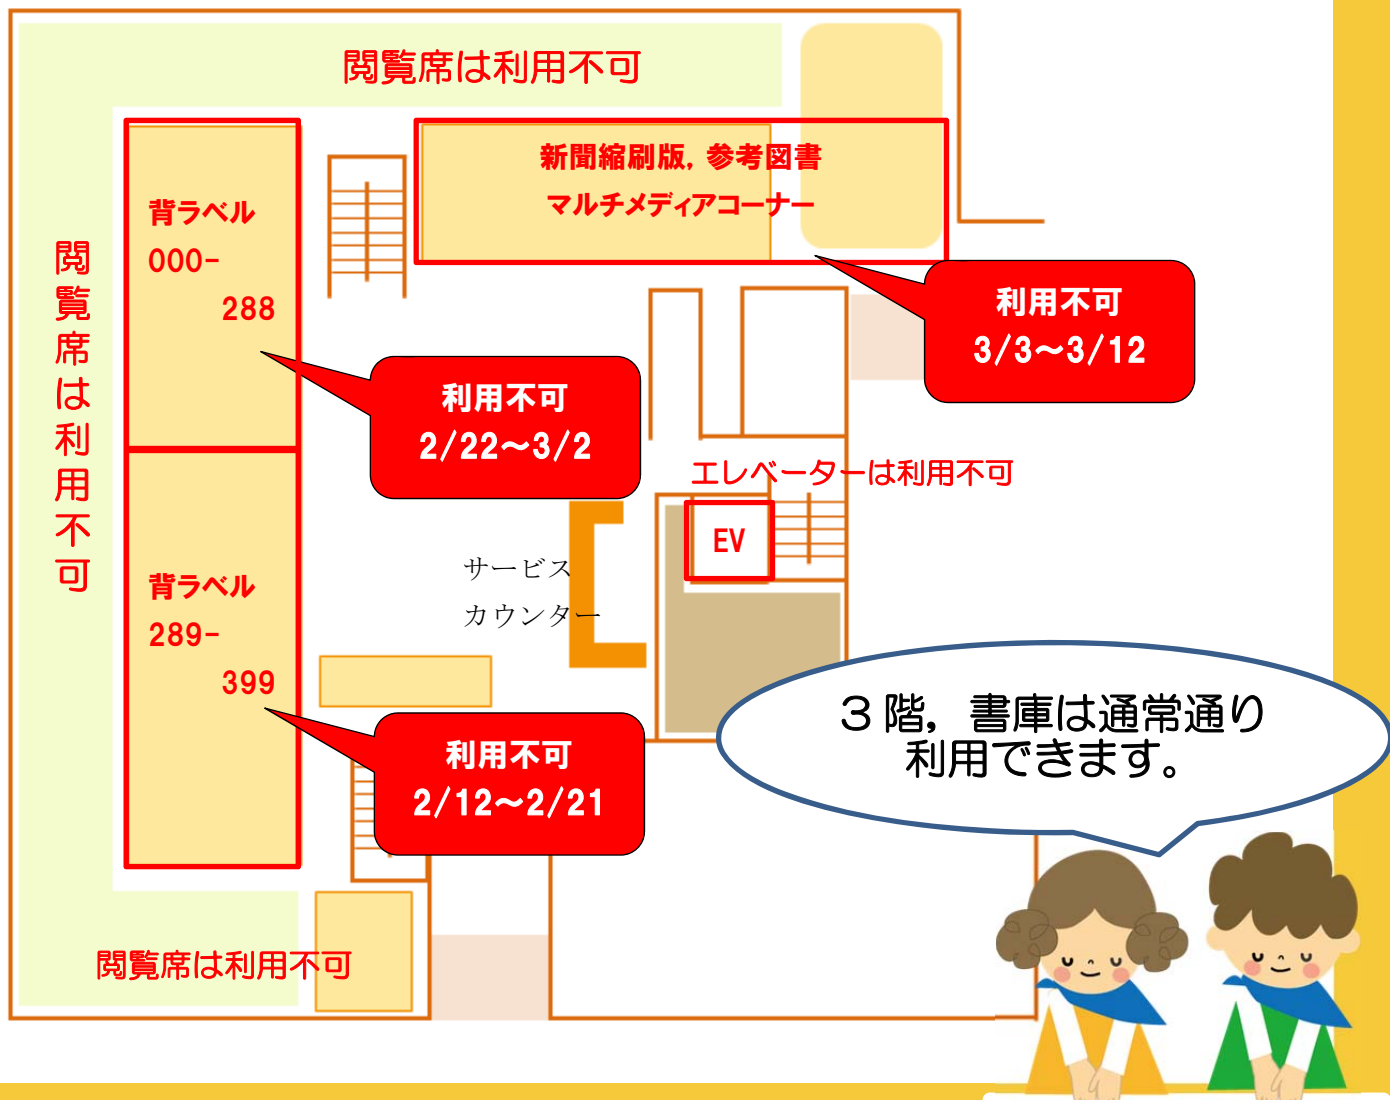 閲覧席は利用不可
新聞縮刷版，参考図書
マルチメディアコーナー
背ラベル
000-
288
閲覧席は利用不可
利用不可
3/3～3/12
利用不可
2/22～3/2
エレベーターは利用不可
EV
サービス
カウンター
背ラベル
289-
399
利用不可
2/12～2/21
３階，書庫は通常通り
利用できます。
閲覧席は利用不可